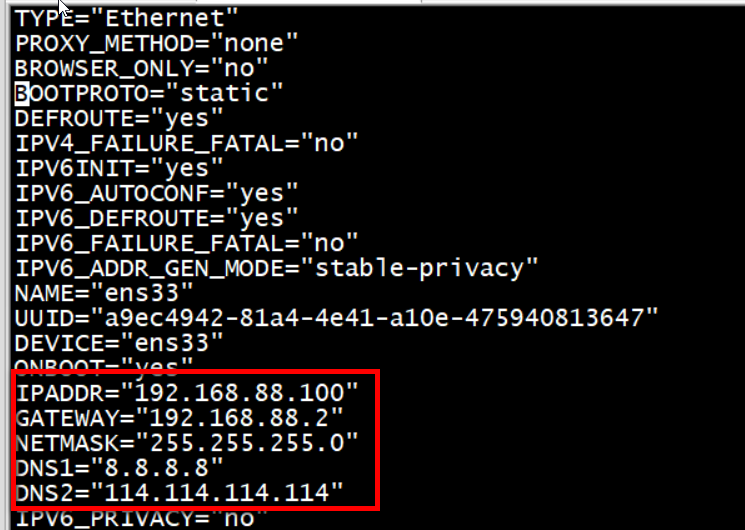 TYPE="Ethernet"
PROXY_METHOD="none"
BROWSER_ONLY="no"
BOOTPROTO="static"
DEFROUTE="yes"
IPV4_FAILURE_FATAL="no"
IPV6INIT="yes"
IPV6_AUTOCONF="yes"
IPV6_DEFROUTE="yes"
IPV6_FAILURE_FATAL="no"
IPV6_ADDR_GEN_MODE="stable-privacy"
NAME="ens33"
UUID="a9ec4942-81a4-4e41-a10e-475940813647"
DEVICE="ens33"
ONBOOT="yes"
IPADDR="192.168.88.100"
GATEWAY="192.168.88.2"
NETMASK="255.255.255.0"
DNS1="8.8.8.8"
DNS2="114.114.114.114"
IPV6_PRIVACY="no"